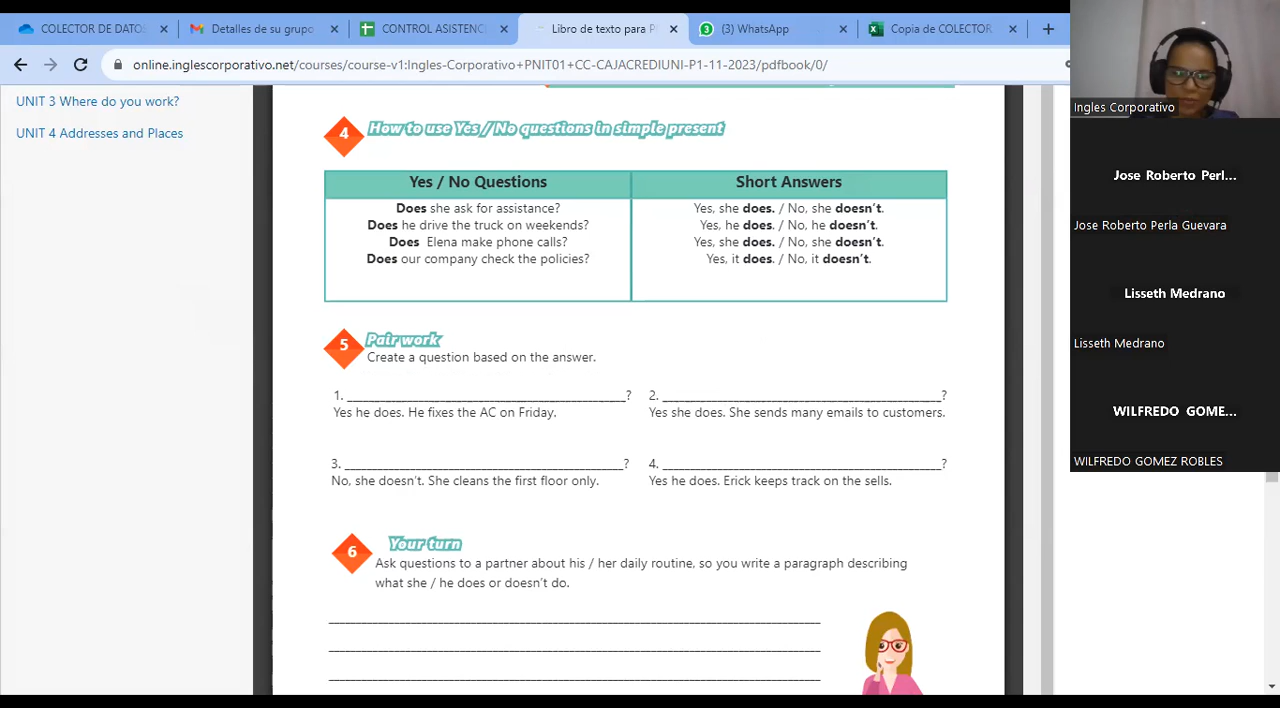 COLECTOR DE DATOS
Detalles de su grupo
CONTROL ASISTENC
Libro de texto para P
(3) WhatsApp
Copia de COLECTOR
online.inglescorporativo.net/courses/course-v1:Ingles-Corporativo+PNIT01+CC-CAJACREDIUNI-P1-11-2023/pdfbook/0/
UNIT 3 Where do you work?
UNIT 4 Addresses and Places
4 How to use Yes / No questions in simple present
Yes / No Questions Short Answers
Does she ask for assistance? Yes, she does. / No, she doesn't.
Does he drive the truck on weekends? Yes, he does. / No, he doesn't.
Does Elena make phone calls? Yes, she does. / No, she doesn't.
Does our company check the policies? Yes, it does. / No, it doesn't.
5 Pair work
Create a question based on the answer.
1. ______________________________________? 2. ______________________________________?
Yes he does. He fixes the AC on Friday. Yes she does. She sends many emails to customers.
3. ______________________________________? 4. ______________________________________?
No, she doesn't. She cleans the first floor only. Yes he does. Erick keeps track on the sells.
6 Your turn
Ask questions to a partner about his / her daily routine, so you write a paragraph describing
what she / he does or doesn't do.
Ingles Corporativo
Jose Roberto Perl...
Jose Roberto Perla Guevara
Lisseth Medrano
Lisseth Medrano
WILFREDO GOME...
WILFREDO GOMEZ ROBLES